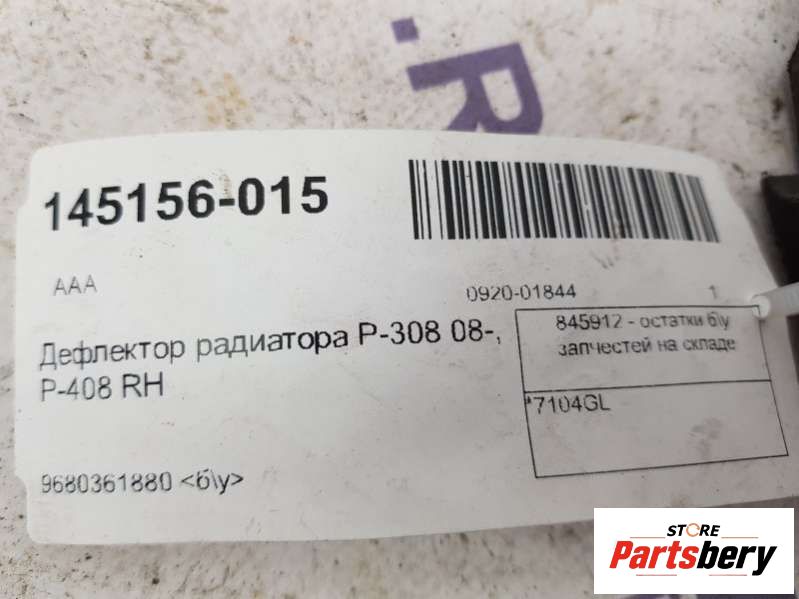 .R
145156-015
AAA
0920-01844 1
Дефлектор радиатора P-308 08-,
P-408 RH
845912 - остатки б\у
запчестей на складе
*7104GL
9680361880 <б\у>
STORE
Partsbery